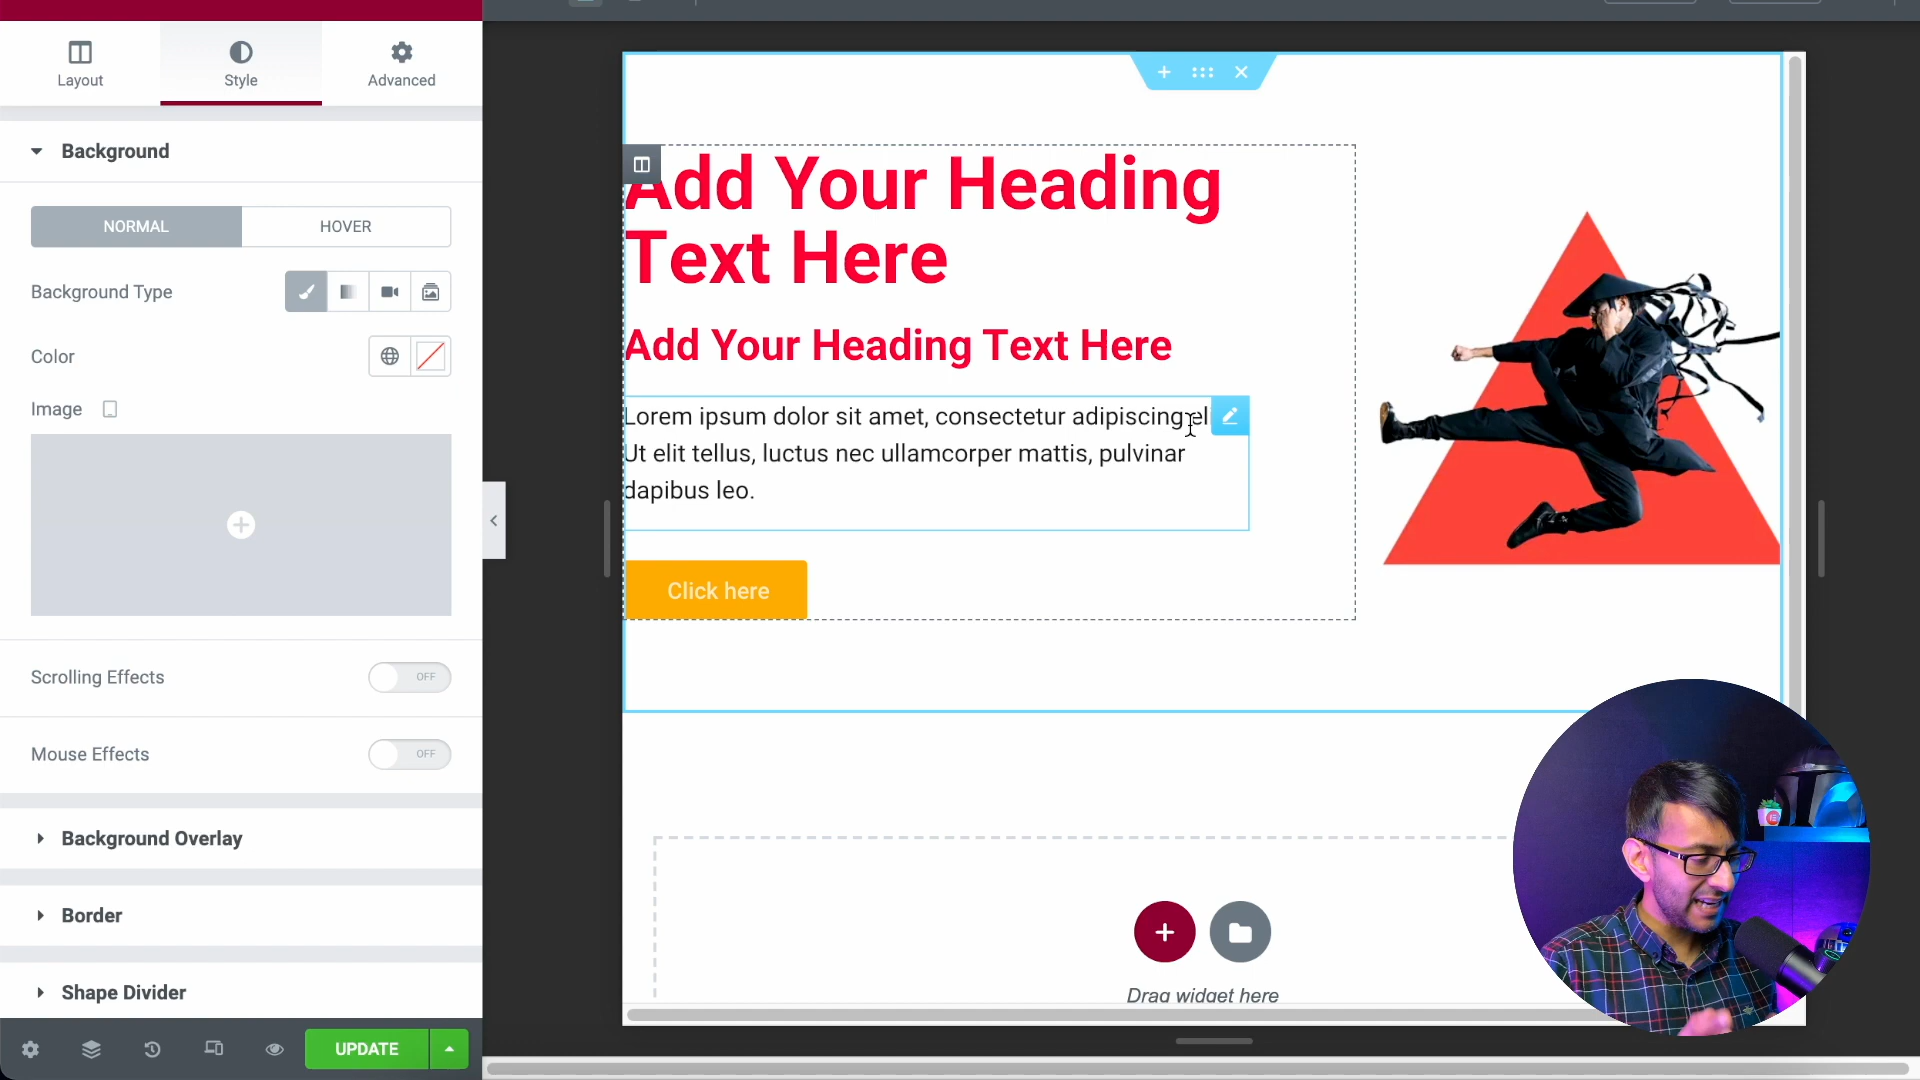 Layout
Style
Advanced
Background
NORMAL
HOVER
Background Type
Color
Image
Scrolling Effects
OFF
Mouse Effects
OFF
Background Overlay
Border
Shape Divider
UPDATE
Add Your Heading
Text Here
Add Your Heading Text Here
Lorem ipsum dolor sit amet, consectetur adipiscing el
Ut elit tellus, luctus nec ullamcorper mattis, pulvinar
dapibus leo.
Click here
Drag widget here